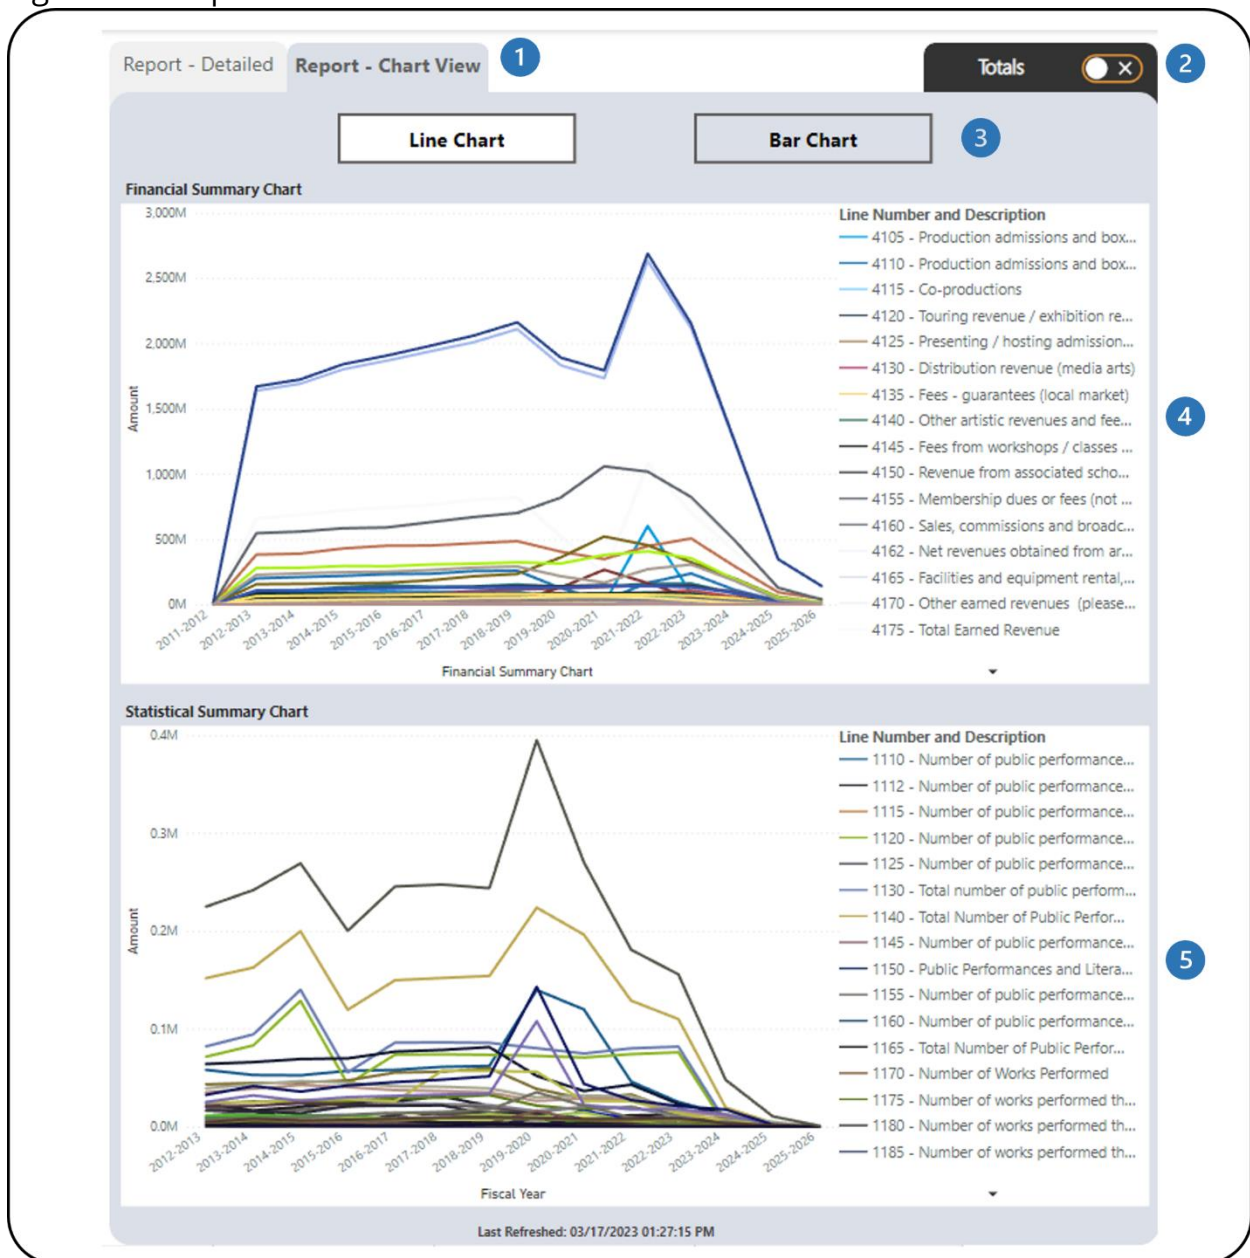 Report - Detailed
Report - Chart View
1
Totals
2
Line Chart
Bar Chart
3
Financial Summary Chart
3,000M
2,500M
2,000M
1,500M
1,000M
500M
0M
Amount
2011-2012
2012-2013
2013-2014
2014-2015
2015-2016
2016-2017
2017-2018
2018-2019
2019-2020
2020-2021
2021-2022
2022-2023
2023-2024
2024-2025
2025-2026
Financial Summary Chart
Line Number and Description
4105 - Production admissions and box...
4110 - Production admissions and box...
4115 - Co-productions
4120 - Touring revenue / exhibition re...
4125 - Presenting / hosting admission...
4130 - Distribution revenue (media arts)
4135 - Fees - guarantees (local market)
4140 - Other artistic revenues and fee...
4145 - Fees from workshops / classes ...
4150 - Revenue from associated scho...
4155 - Membership dues or fees (not ...
4160 - Sales, commissions and broadc...
4162 - Net revenues obtained from ar...
4165 - Facilities and equipment rental,...
4170 - Other earned revenues (please...
4175 - Total Earned Revenue
4
Statistical Summary Chart
0.4M
0.3M
0.2M
0.1M
0.0M
Amount
2012-2013
2013-2014
2014-2015
2015-2016
2016-2017
2017-2018
2018-2019
2019-2020
2020-2021
2021-2022
2022-2023
2023-2024
2024-2025
2025-2026
Fiscal Year
Line Number and Description
1110 - Number of public performance...
1112 - Number of public performance...
1115 - Number of public performance...
1120 - Number of public performance...
1125 - Number of public performance...
1130 - Total number of public perform...
1140 - Total Number of Public Perfor...
1145 - Number of public performance...
1150 - Public Performances and Litera...
1155 - Number of public performance...
1160 - Number of public performance...
1165 - Total Number of Public Perfor...
1170 - Number of Works Performed
1175 - Number of works performed th...
1180 - Number of works performed th...
1185 - Number of works performed th...
5
Last Refreshed: 03/17/2023 01:27:15 PM